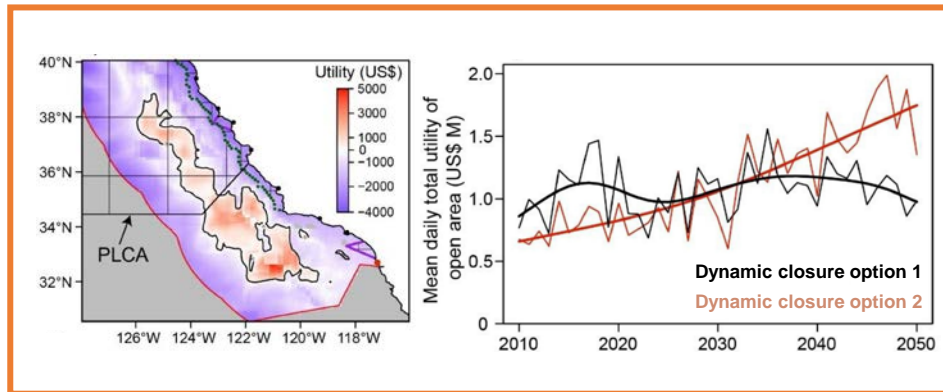 40°N
38°N
36°N
34°N
32°N
126°W 124°W 122°W 120°W 118°W
Utility (US$)
5000
3000
1000
0
−1000
−2000
−4000
PLCA
Mean daily total utility of
open area (US$ M)
2.0
1.5
1.0
0.5
0
2010 2020 2030 2040 2050
Dynamic closure option 1
Dynamic closure option 2